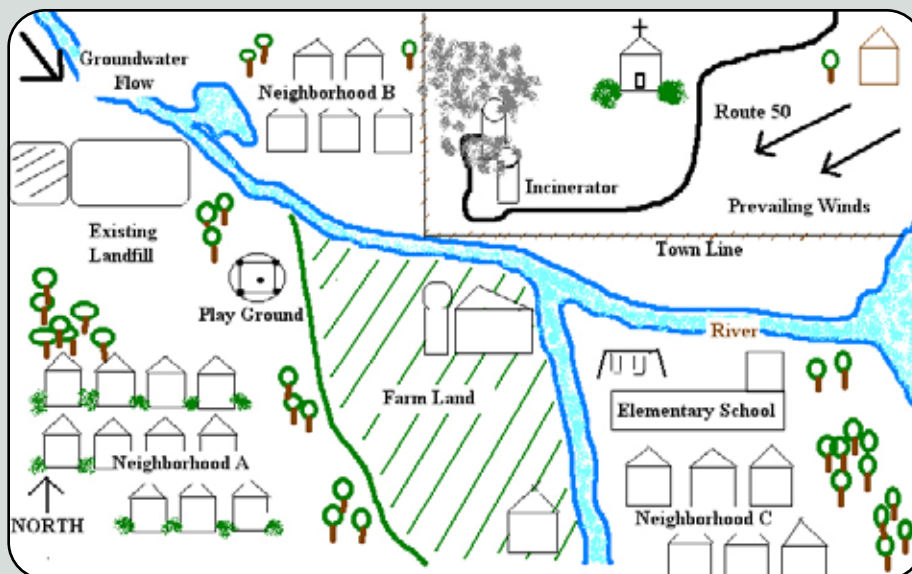 Groundwater
Flow
Neighborhood B
Route 50
Incinerator
Prevailing Winds
Existing
Landfill
Town Line
Play Ground
River
Farm Land
Elementary School
Neighborhood A
NORTH
Neighborhood C